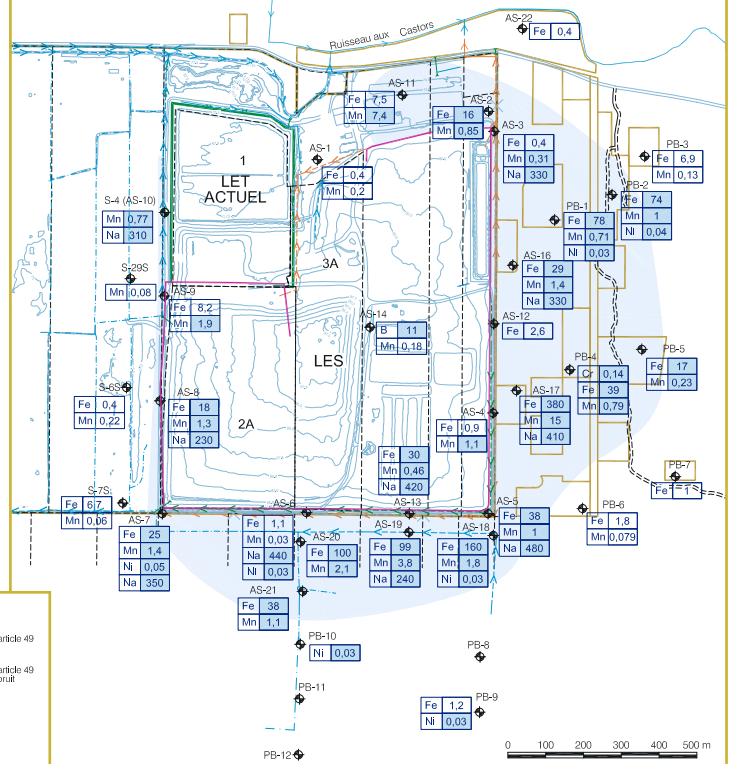 AS-22
Fe 0,4
Ruisseau aux Castors
AS-11
Fe 7,5
Mn 7,4
AS-2
Fe 16
Mn 0,85
AS-3
Fe 0,4
Mn 0,31
Na 330
AS-1
Fe 0,4
Mn 0,2
1
LET
ACTUEL
PB-3
Fe 6,9
Mn 0,13
PB-2
Fe 74
Mn 1
NI 0,04
S-4 (AS-10)
Mn 0,77
Na 310
PB-1
Fe 78
Mn 0,71
NI 0,03
3A
AS-16
Fe 29
Mn 1,4
Na 330
S-29S
Mn 0,08
AS-9
Fe 8,2
Mn 1,9
AS-14
B 11
Mn 0,18
AS-12
Fe 2,6
LES
PB-4
Cr 0,14
Fe 39
Mn 0,79
PB-5
Fe 17
Mn 0,23
S-6S
Fe 0,4
Mn 0,22
AS-8
Fe 18
Mn 1,3
Na 230
2A
AS-17
Fe 380
Mn 15
Na 410
AS-4
Fe 0,9
Mn 1,1
Fe 30
Mn 0,46
Na 420
PB-7
Fe 1
S-7S
Fe 6,7
Mn 0,06
AS-7
Fe 25
Mn 1,4
Ni 0,05
Na 350
AS-6
Fe 1,1
Mn 0,03
Na 440
NI 0,03
AS-13
AS-5
Fe 38
Mn 1
Na 480
PB-6
Fe 1,8
Mn 0,079
AS-20
Fe 100
Mn 2,1
AS-19
Fe 99
Mn 3,8
Na 240
AS-18
Fe 160
Mn 1,8
Ni 0,03
AS-21
Fe 38
Mn 1,1
PB-10
Ni 0,03
PB-8
PB-11
PB-9
Fe 1,2
Ni 0,03
PB-12
article 49
article 49
bruit
0 100 200 300 400 500 m